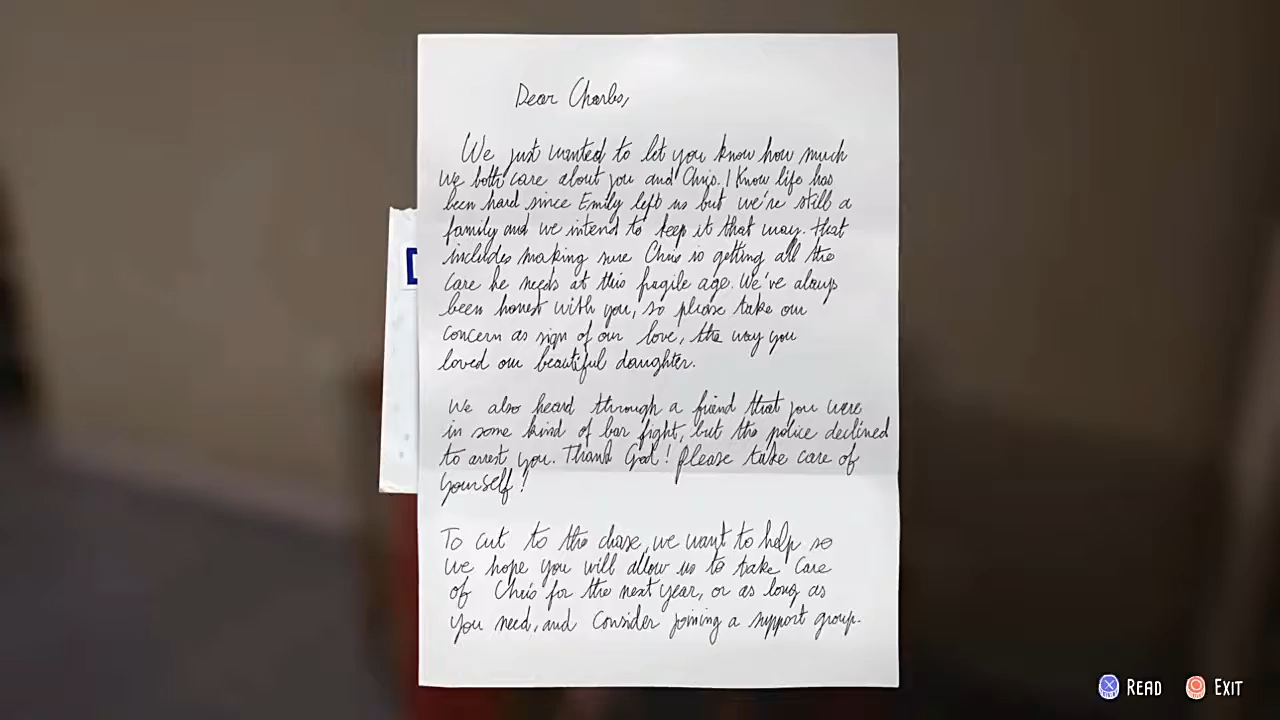 Dear Charles,
We just wanted to let you know how much
we both care about you and Chris. I know life has
been hard since Emily left us but we're still a
family and we intend to keep it that way. That
includes making sure Chris is getting all the
care he needs at this fragile age. We've always
been honest with you, so please take our
concern as sign of our love, the way you
loved our beautiful daughter.
We also heard through a friend that you were
in some kind of bar fight, but the police declined
to arrest you. Thank God! Please take care of
yourself!
To cut to the chase, we want to help so
we hope you will allow us to take care
of Chris for the next year, or as long as
you need, and consider joining a support group.
READ
EXIT